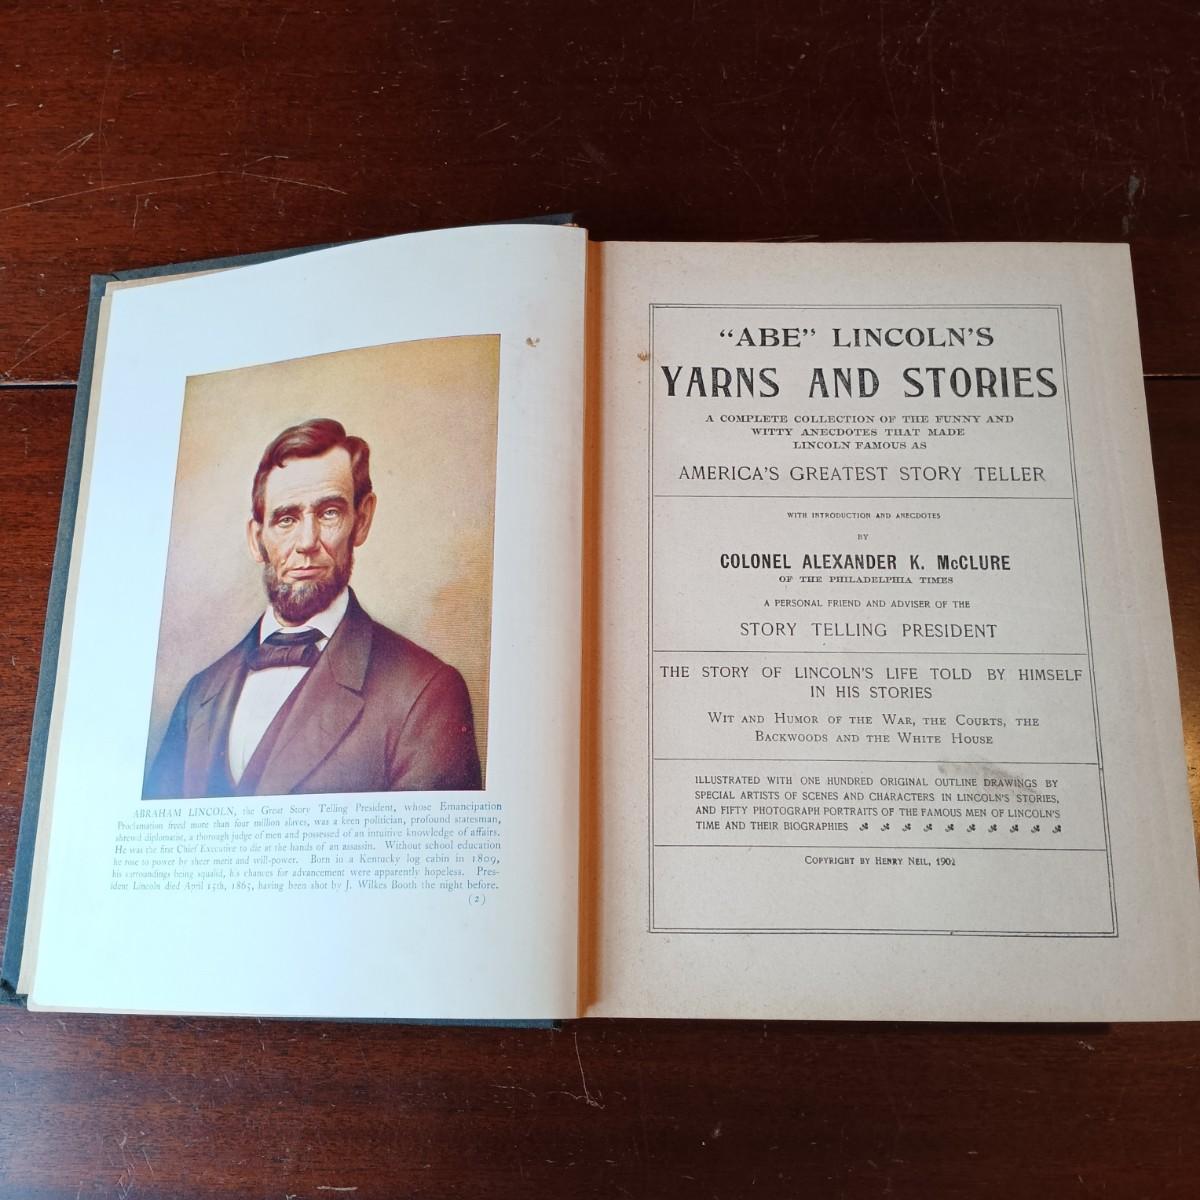 ABRAHAM LINCOLN, the Great Story Telling President, whose Emancipation
Proclamation freed more than four million slaves, was a keen politician, profound statesman,
shrewd diplomatist, a thorough judge of men and possessed of an intuitive knowledge of affairs.
He was the first Chief Executive to die at the hands of an assassin. Without school education
he rose to power by sheer merit and will-power. Born in a Kentucky log cabin in 1809,
his surroundings being squalid, his chances for advancement were apparently hopeless. Pres-
ident Lincoln died April 15th, 1865, having been shot by J. Wilkes Booth the night before.
(2)
"ABE" LINCOLN'S
YARNS AND STORIES
A COMPLETE COLLECTION OF THE FUNNY AND
WITTY ANECDOTES THAT MADE
LINCOLN FAMOUS AS
AMERICA'S GREATEST STORY TELLER
WITH INTRODUCTION AND ANECDOTES
BY
COLONEL ALEXANDER K. McCLURE
OF THE PHILADELPHIA TIMES
A PERSONAL FRIEND AND ADVISER OF THE
STORY TELLING PRESIDENT
THE STORY OF LINCOLN'S LIFE TOLD BY HIMSELF
IN HIS STORIES
WIT AND HUMOR OF THE WAR, THE COURTS, THE
BACKWOODS AND THE WHITE HOUSE
ILLUSTRATED WITH ONE HUNDRED ORIGINAL OUTLINE DRAWINGS BY
SPECIAL ARTISTS OF SCENES AND CHARACTERS IN LINCOLN'S STORIES,
AND FIFTY PHOTOGRAPH PORTRAITS OF THE FAMOUS MEN OF LINCOLN'S
TIME AND THEIR BIOGRAPHIES
COPYRIGHT BY HENRY NEIL,